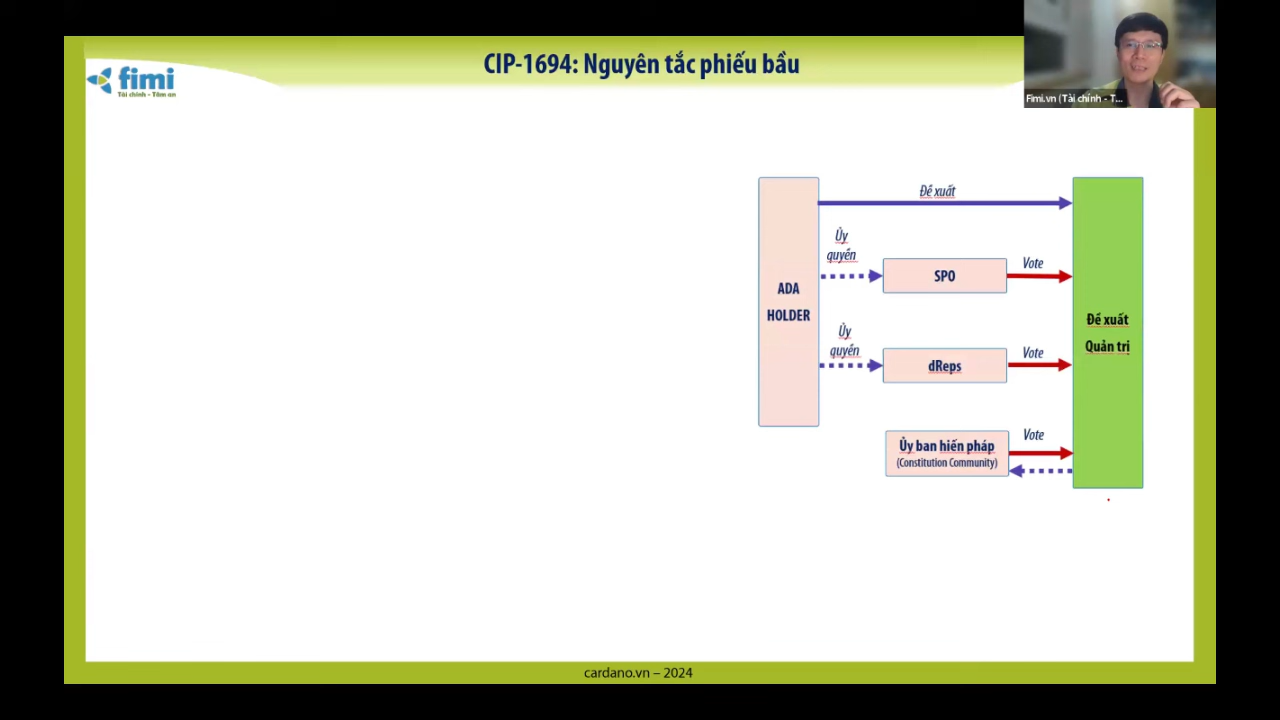 CIP-1694: Nguyên tắc phiếu bầu
fimi
Tài chính - Tâm an
Fimi.vn (Tài chính - T...
Đề xuất
Ủy
quyền
SPO
Vote
ADA
HOLDER
Đề xuất
Quản trị
Ủy
quyền
dReps
Vote
Ủy ban hiến pháp
(Constitution Community)
Vote
cardano.vn – 2024